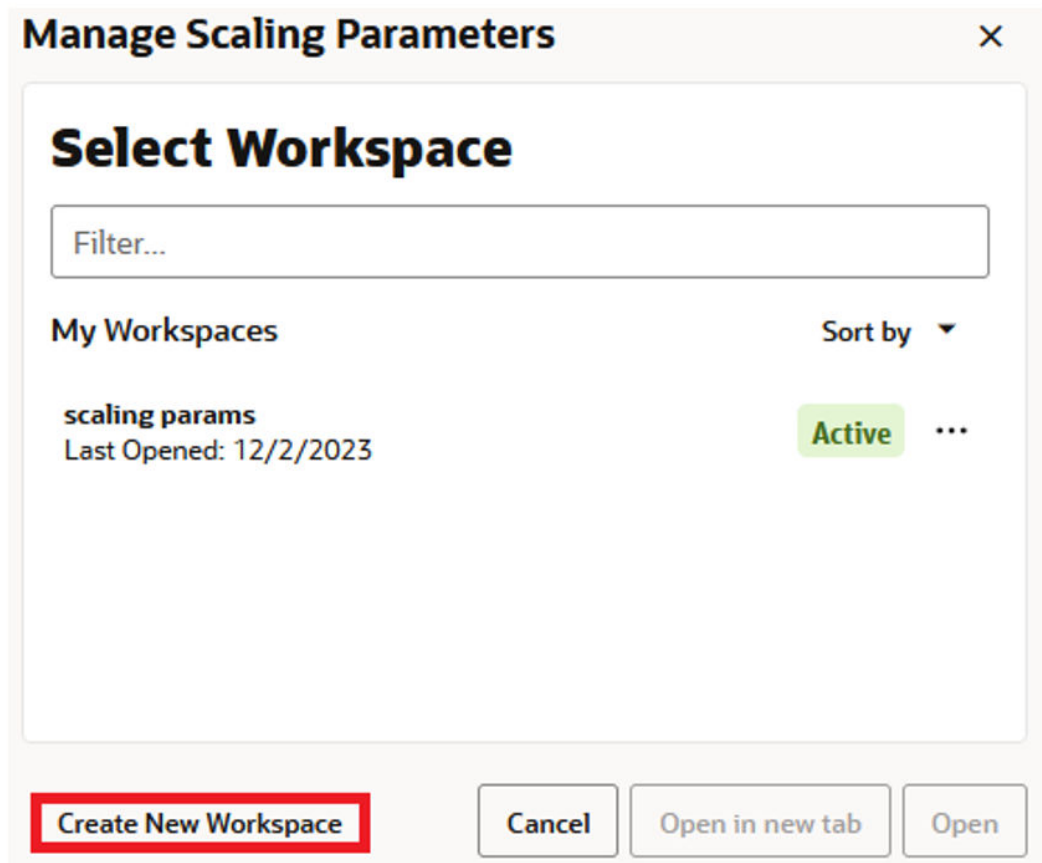 Manage Scaling Parameters
Select Workspace
Filter...
My Workspaces
Sort by
scaling params
Active
Last Opened: 12/2/2023
Create New Workspace
Cancel
Open in new tab
Open